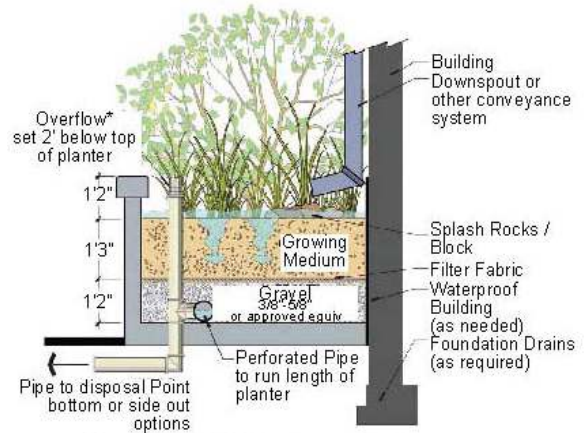 Building
Downspout or
other conveyance
system
Overflow*
set 2' below top
of planter
1'2"
1'3"
1'2"
Growing
Medium
Gravel
3/8 - 5/8"
or approved equiv
Splash Rocks /
Block
Filter Fabric
Waterproof
Building
(as needed)
Foundation Drains
(as required)
Perforated Pipe
to run length of
planter
Pipe to disposal Point
bottom or side out
options